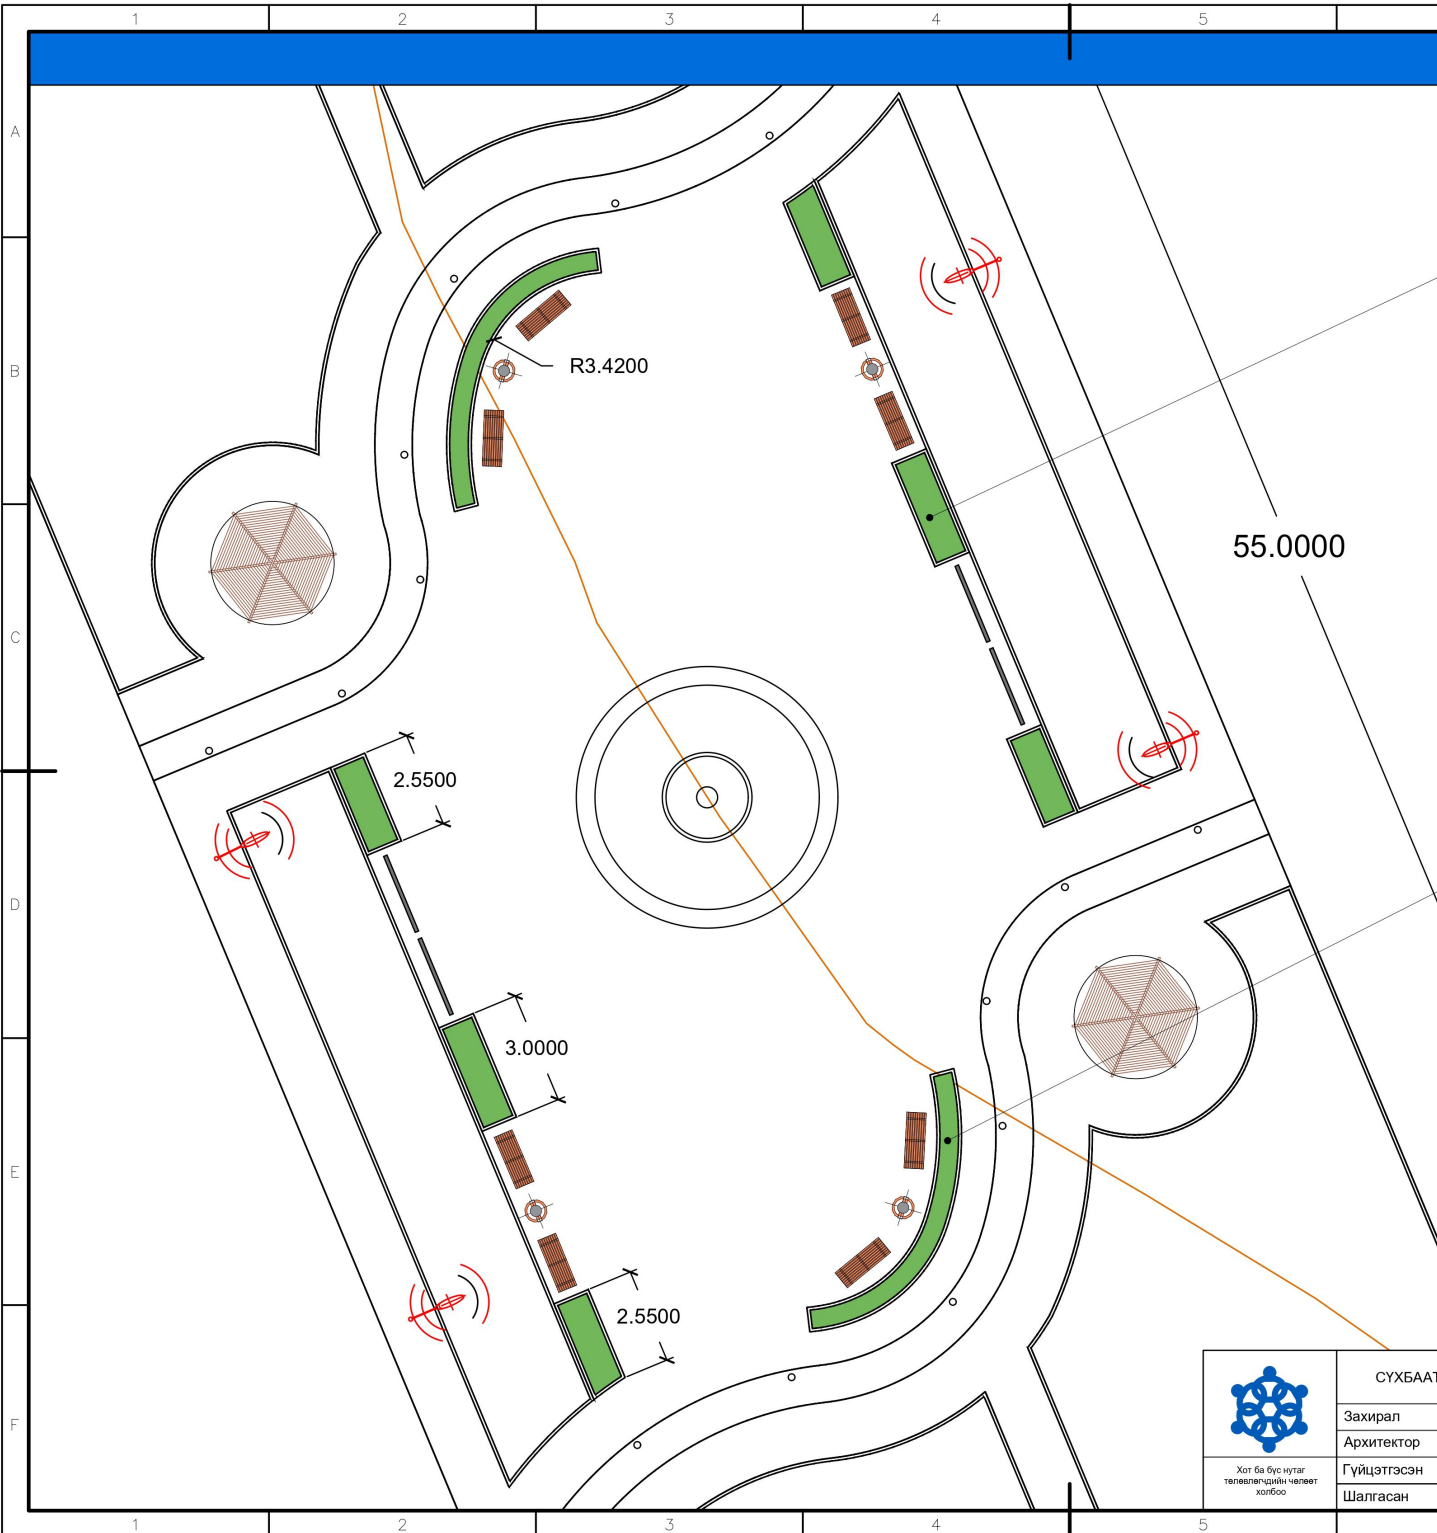 1 2 3 4 5
A
B
R3.4200
C
55.0000
2.5500
D
3.0000
E
2.5500
F
СҮХБААТ
Захирал
Архитектор
Гүйцэтгэсэн
Шалгасан
Хот ба бүс нутаг
төлөвлөгчдийн чөлөөт
холбоо
1 2 3 4 5